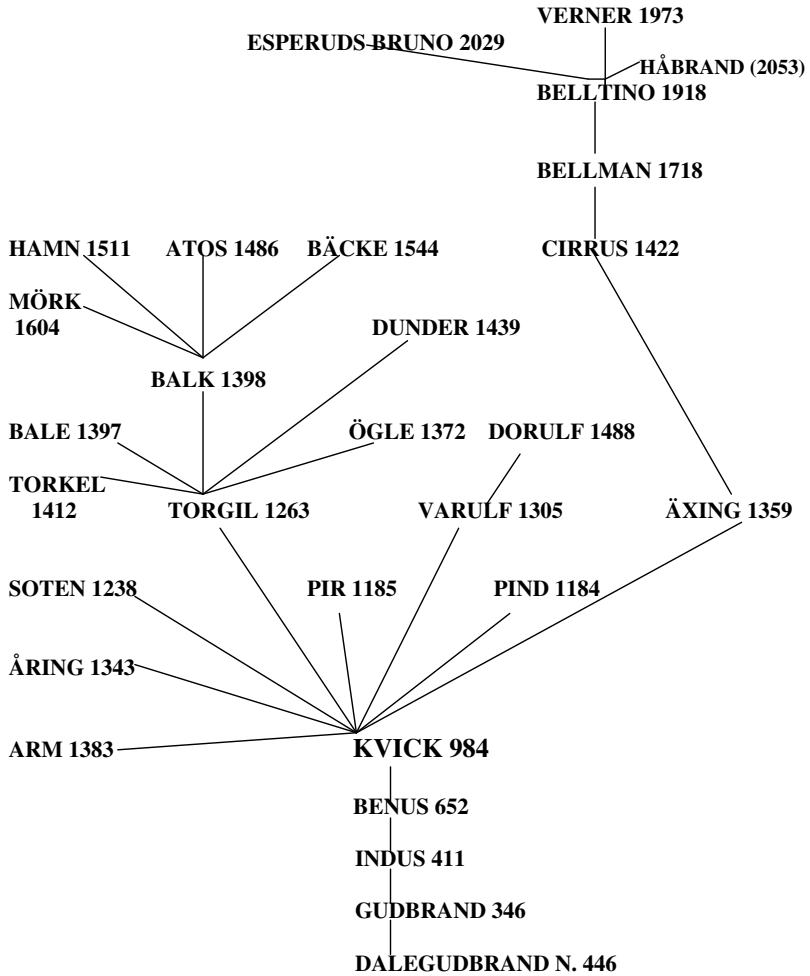 VERNER 1973
ESPERUDS BRUNO 2029
HÅBRAND (2053)
BELLTINO 1918
BELLMAN 1718
HAMN 1511 ATOS 1486 BÄCKE 1544 CIRRUS 1422
MÖRK
1604
DUNDER 1439
BALK 1398
BALE 1397 ÖGLE 1372 DORULF 1488
TORKEL
1412
TORGIL 1263 VARULF 1305 ÄXING 1359
SOTEN 1238 PIR 1185 PIND 1184
ÅRING 1343
ARM 1383 KVICK 984
BENUS 652
INDUS 411
GUDBRAND 346
DALEGUDBRAND N. 446